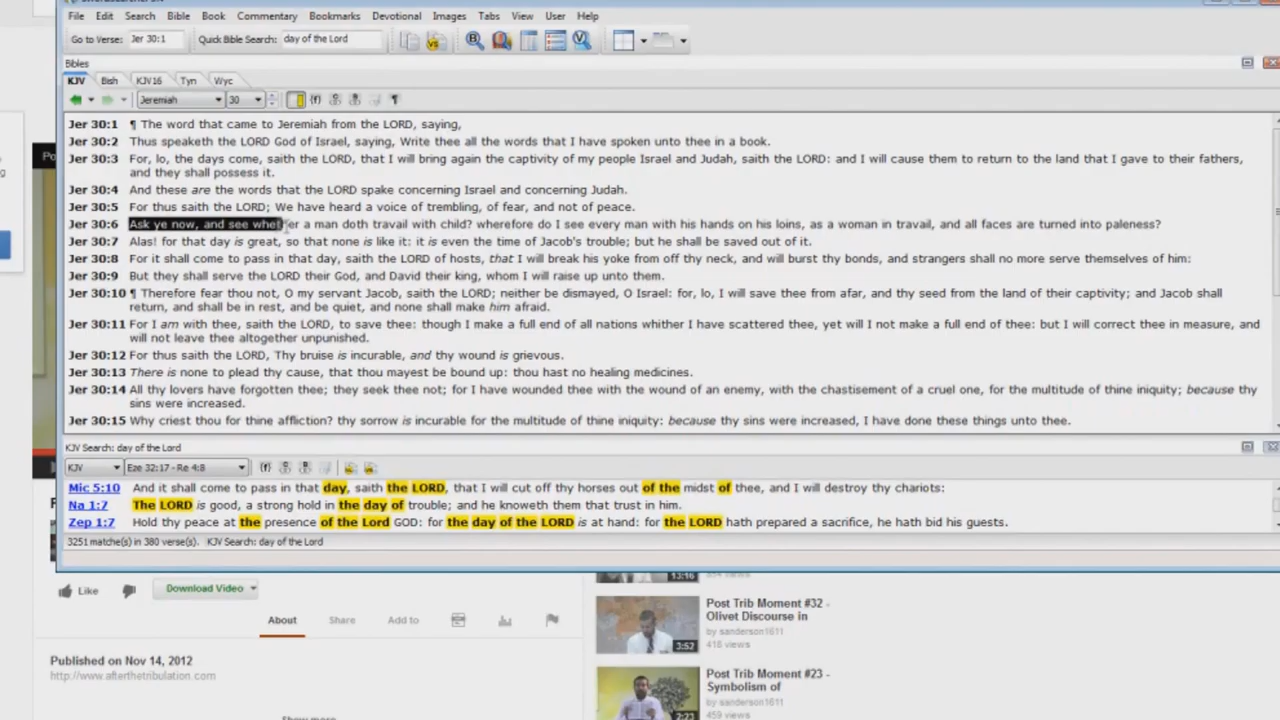 File Edit Search Bible Book Commentary Bookmarks Devotional Images Tabs View User Help
Go to Verse: Jer 30:1 Quick Bible Search: day of the Lord
Bibles
KJV Bish KJV16 Tyn Wyc
Jeremiah 30
Jer 30:1 ¶ The word that came to Jeremiah from the LORD, saying,
Jer 30:2 Thus speaketh the LORD God of Israel, saying, Write thee all the words that I have spoken unto thee in a book.
Jer 30:3 For, lo, the days come, saith the LORD, that I will bring again the captivity of my people Israel and Judah, saith the LORD: and I will cause them to return to the land that I gave to their fathers,
and they shall possess it.
Jer 30:4 And these are the words that the LORD spake concerning Israel and concerning Judah.
Jer 30:5 For thus saith the LORD; We have heard a voice of trembling, of fear, and not of peace.
Jer 30:6 Ask ye now, and see whether a man doth travail with child? wherefore do I see every man with his hands on his loins, as a woman in travail, and all faces are turned into paleness?
Jer 30:7 Alas! for that day is great, so that none is like it: it is even the time of Jacob's trouble; but he shall be saved out of it.
Jer 30:8 For it shall come to pass in that day, saith the LORD of hosts, that I will break his yoke from off thy neck, and will burst thy bonds, and strangers shall no more serve themselves of him:
Jer 30:9 But they shall serve the LORD their God, and David their king, whom I will raise up unto them.
Jer 30:10 ¶ Therefore fear thou not, O my servant Jacob, saith the LORD; neither be dismayed, O Israel: for, lo, I will save thee from afar, and thy seed from the land of their captivity; and Jacob shall
return, and shall be in rest, and be quiet, and none shall make him afraid.
Jer 30:11 For I am with thee, saith the LORD, to save thee: though I make a full end of all nations whither I have scattered thee, yet will I not make a full end of thee: but I will correct thee in measure, and
will not leave thee altogether unpunished.
Jer 30:12 For thus saith the LORD, Thy bruise is incurable, and thy wound is grievous.
Jer 30:13 There is none to plead thy cause, that thou mayest be bound up: thou hast no healing medicines.
Jer 30:14 All thy lovers have forgotten thee; they seek thee not; for I have wounded thee with the wound of an enemy, with the chastisement of a cruel one, for the multitude of thine iniquity; because thy
sins were increased.
Jer 30:15 Why criest thou for thine affliction? thy sorrow is incurable for the multitude of thine iniquity: because thy sins were increased, I have done these things unto thee.
KJV Search: day of the Lord
KJV Eze 32:17 - Re 4:8
Mic 5:10 And it shall come to pass in that day, saith the LORD, that I will cut off thy horses out of the midst of thee, and I will destroy thy chariots:
Na 1:7 The LORD is good, a strong hold in the day of trouble; and he knoweth them that trust in him.
Zep 1:7 Hold thy peace at the presence of the Lord GOD: for the day of the LORD is at hand: for the LORD hath prepared a sacrifice, he hath bid his guests.
3251 matche(s) in 380 verse(s). KJV Search: day of the Lord
Like Download Video
About Share Add to
Published on Nov 14, 2012
http://www.afterthetribulation.com
13:16
Post Trib Moment #32 -
Olivet Discourse in
by sanderson1611
418 views
3:52
Post Trib Moment #23 -
Symbolism of
by sanderson1611
459 views
2:23